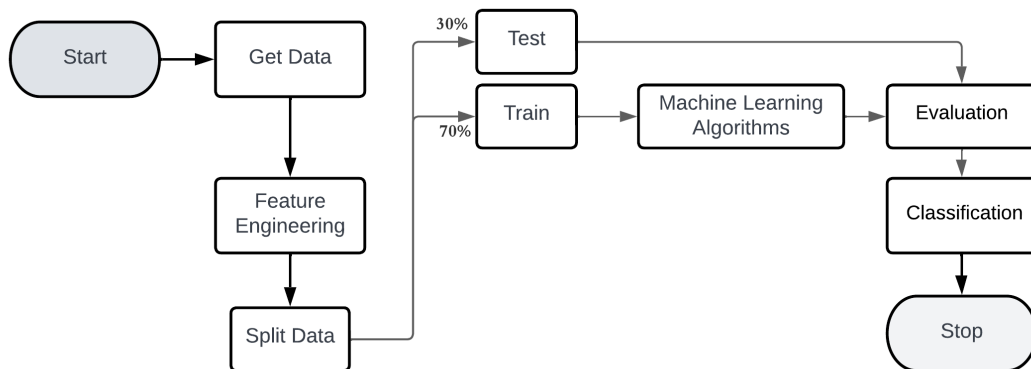 Start
Get Data
30%
Test
70%
Train
Machine Learning
Algorithms
Evaluation
Feature
Engineering
Classification
Split Data
Stop